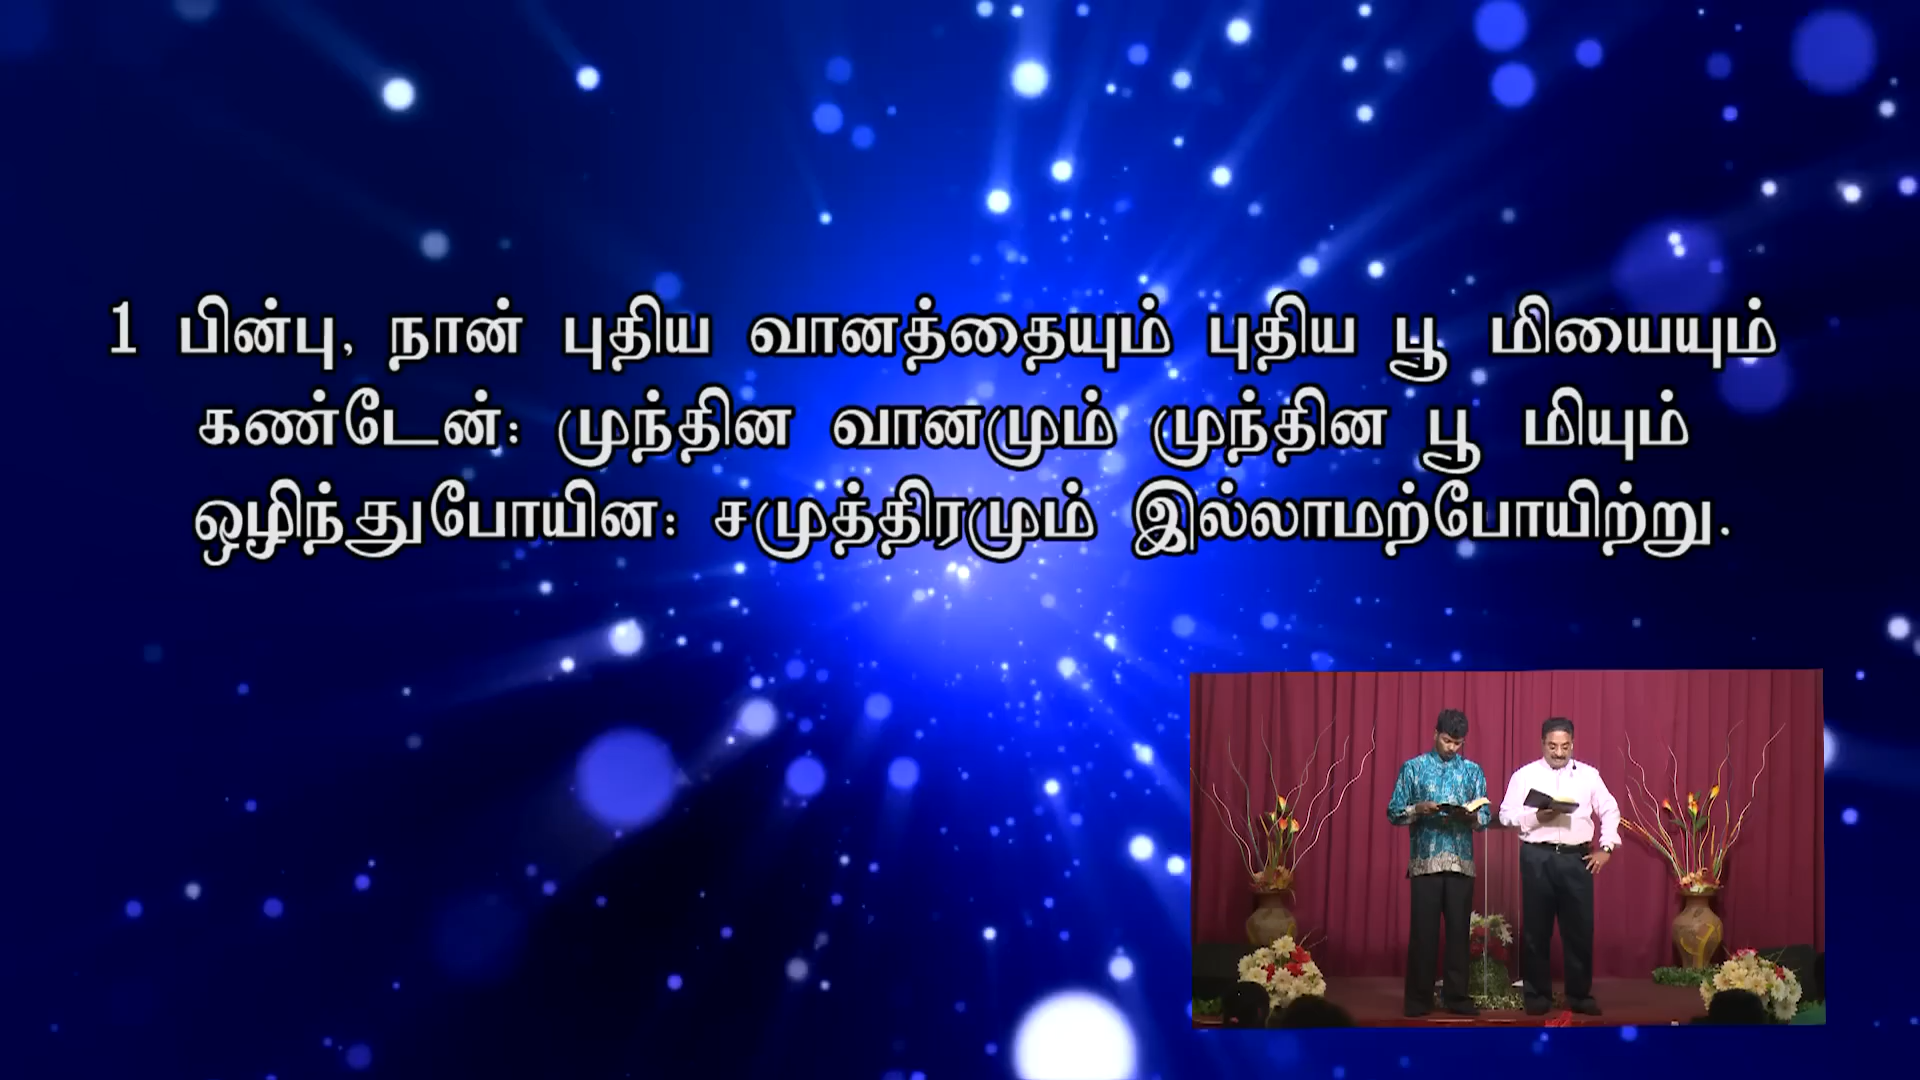 1 பின்பு, நான் புதிய வானத்தையும் புதிய பூ மியையும்
கண்டேன்: முந்தின வானமும் முந்தின பூ மியும்
ஒழிந்துபோயின: சமுத்திரமும் இல்லாமற்போயிற்று.